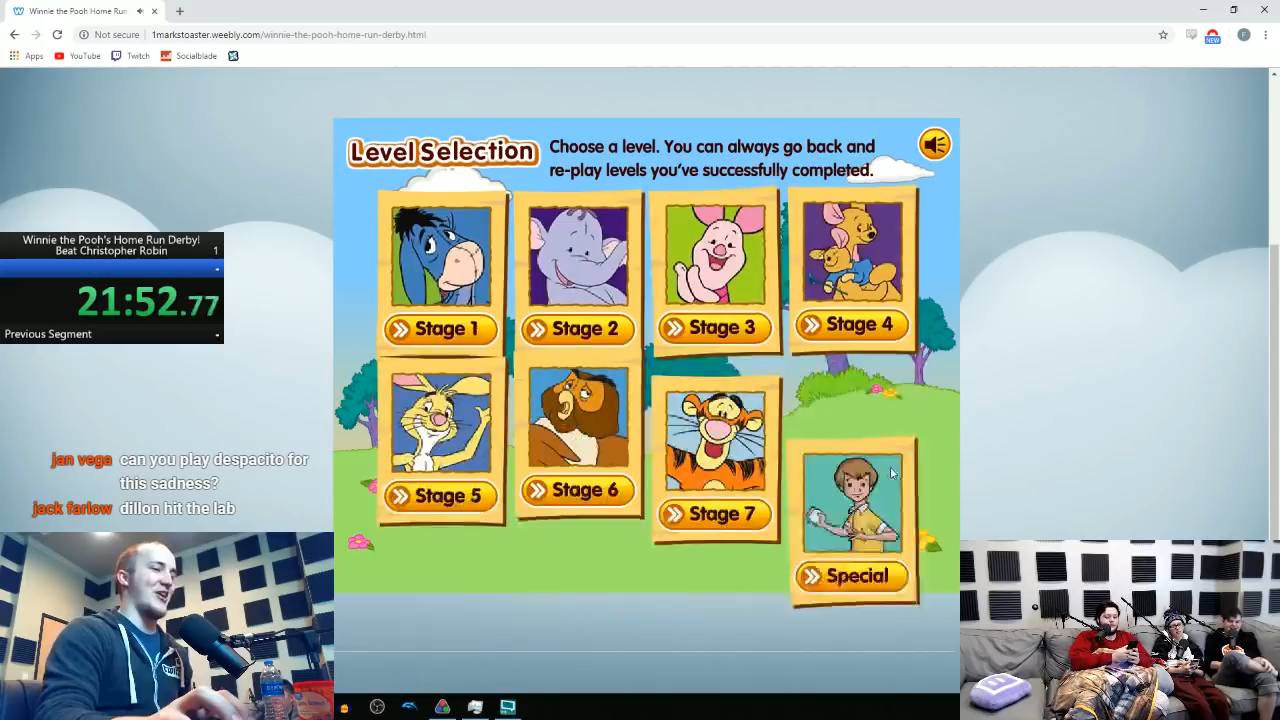 Winnie the Pooh Home Run
Not secure
1markstoaster.weebly.com/winnie-the-pooh-home-run-derby.html
NEW
F
Apps
YouTube
Twitch
Socialblade
Level Selection
Choose a level. You can always go back and
re-play levels you've successfully completed.
Winnie the Pooh's Home Run Derby!
Beat Christopher Robin 1
-
21:52.77
Previous Segment -
Stage 1
Stage 2
Stage 3
Stage 4
Stage 5
Stage 6
Stage 7
Special
jan vega can you play despacito for
this sadness?
jack farlow dillon hit the lab